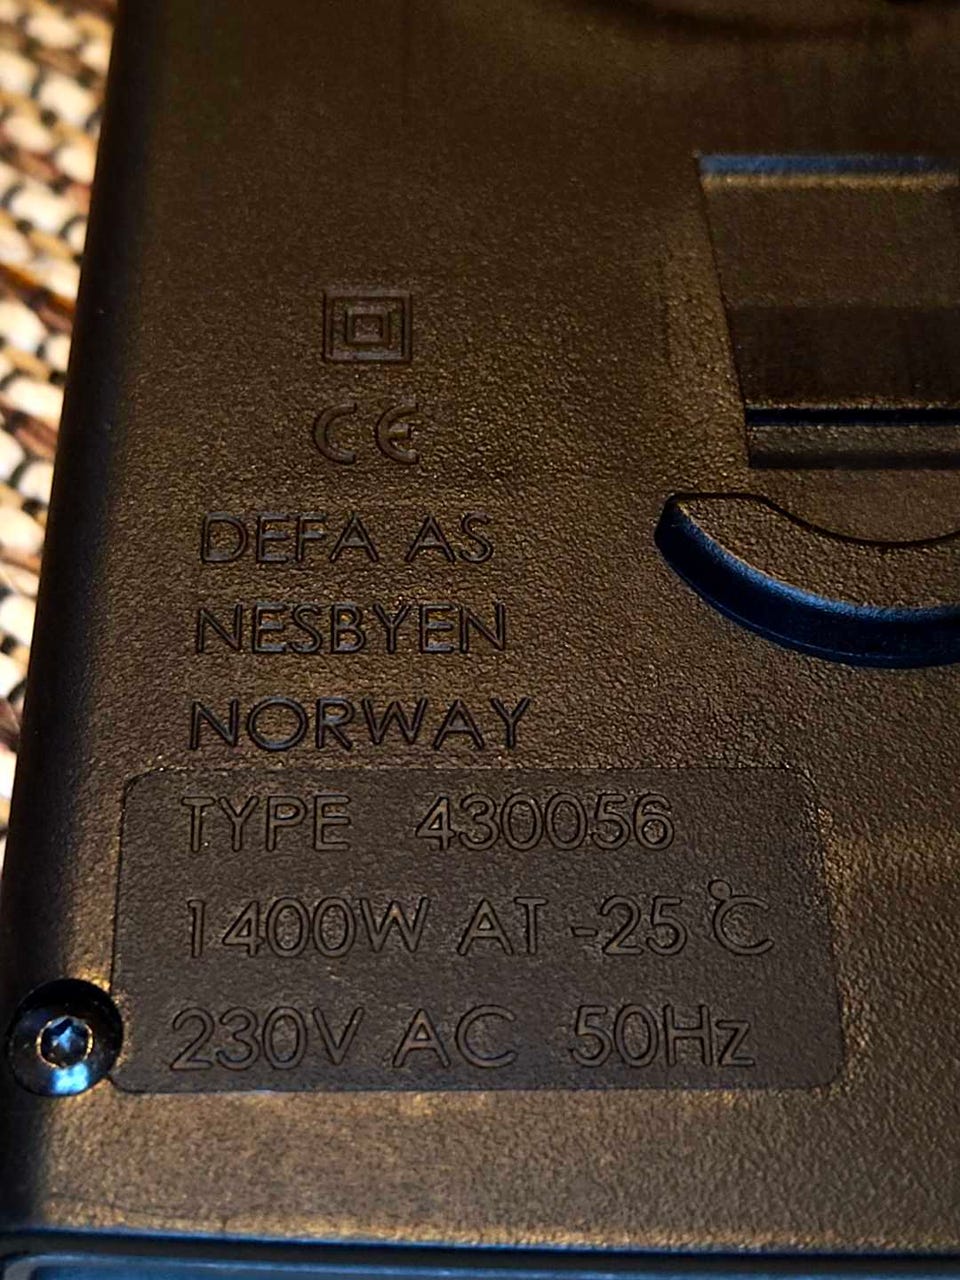 CE
DEFA AS
NESBYEN
NORWAY
TYPE 430056
1400W AT -25°C
230V AC 50Hz